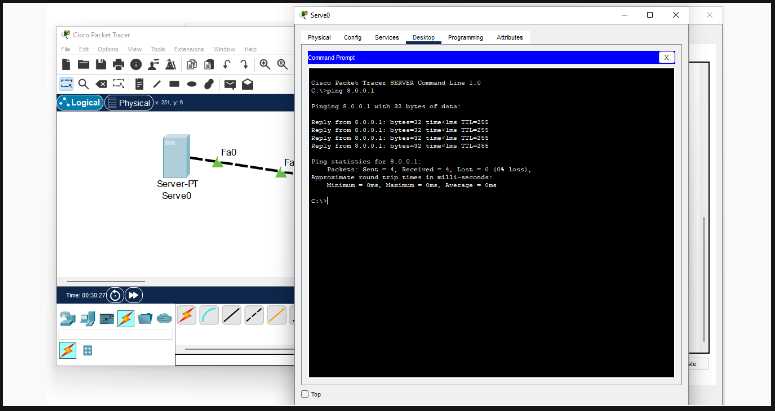 Serve0
Cisco Packet Tracer
File Edit Options View Tools Extensions Window Help
Logical Physical x: 251, y: 6
Fa0
Fa
Server-PT
Serve0
Time: 00:30:27
Physical Config Services Desktop Programming Attributes
Command Prompt
X
Cisco Packet Tracer SERVER Command Line 1.0
C:\>ping 8.0.0.1
Pinging 8.0.0.1 with 32 bytes of data:
Reply from 8.0.0.1: bytes=32 time<1ms TTL=255
Reply from 8.0.0.1: bytes=32 time<1ms TTL=255
Reply from 8.0.0.1: bytes=32 time<1ms TTL=255
Reply from 8.0.0.1: bytes=32 time<1ms TTL=255
Ping statistics for 8.0.0.1:
Packets: Sent = 4, Received = 4, Lost = 0 (0% loss),
Approximate round trip times in milli-seconds:
Minimum = 0ms, Maximum = 0ms, Average = 0ms
C:\>
Top